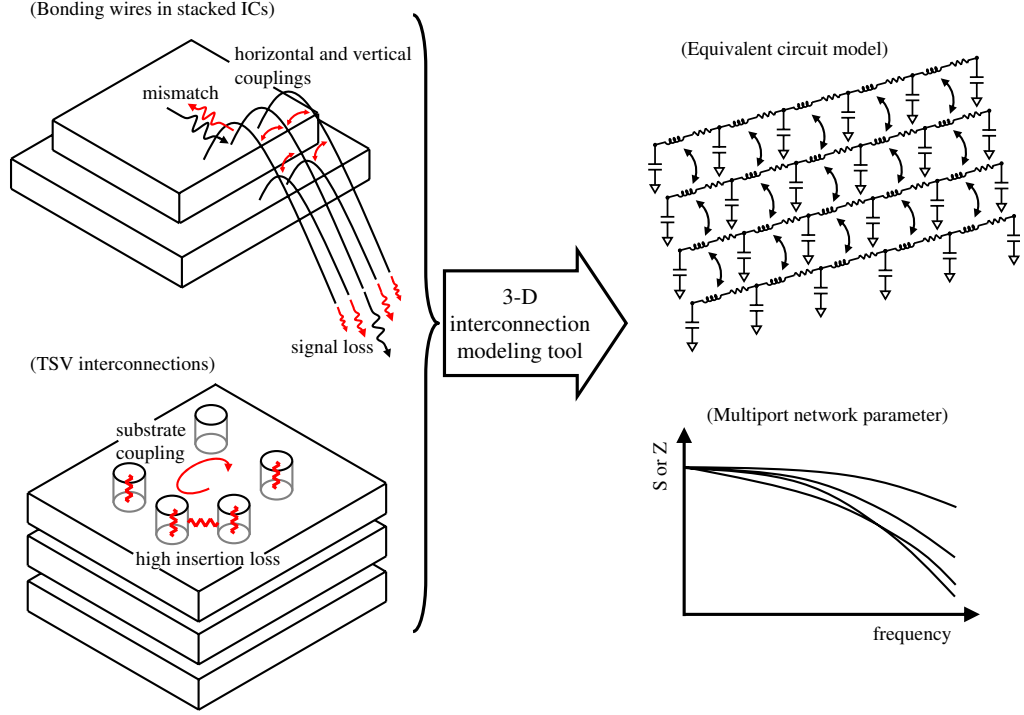 (Bonding wires in stacked ICs)
horizontal and vertical
couplings
mismatch
signal loss
(TSV interconnections)
substrate
coupling
high insertion loss
3-D
interconnection
modeling tool
(Equivalent circuit model)
(Multiport network parameter)
S or Z
frequency